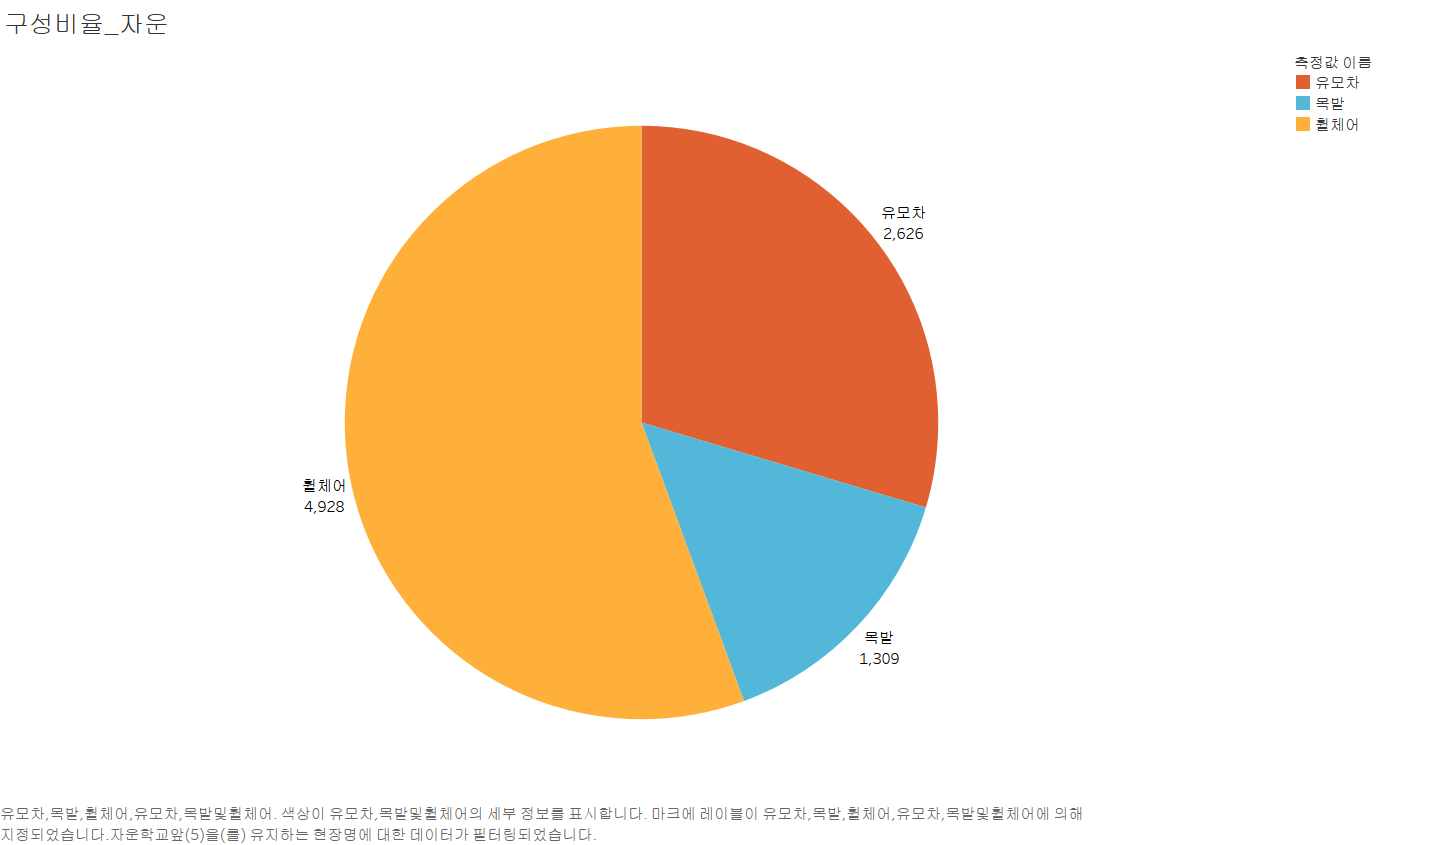 구성비율_자운
측정값 이름
유모차
목발
휠체어
유모차
2,626
휠체어
4,928
목발
1,309
유모차,목발,휠체어,유모차,목발및휠체어. 색상이 유모차,목발및휠체어의 세부 정보를 표시합니다. 마크에 레이블이 유모차,목발,휠체어,유모차,목발및휠체어에 의해
지정되었습니다.자운학교앞(5)을(를) 유지하는 현장명에 대한 데이터가 필터링되었습니다.